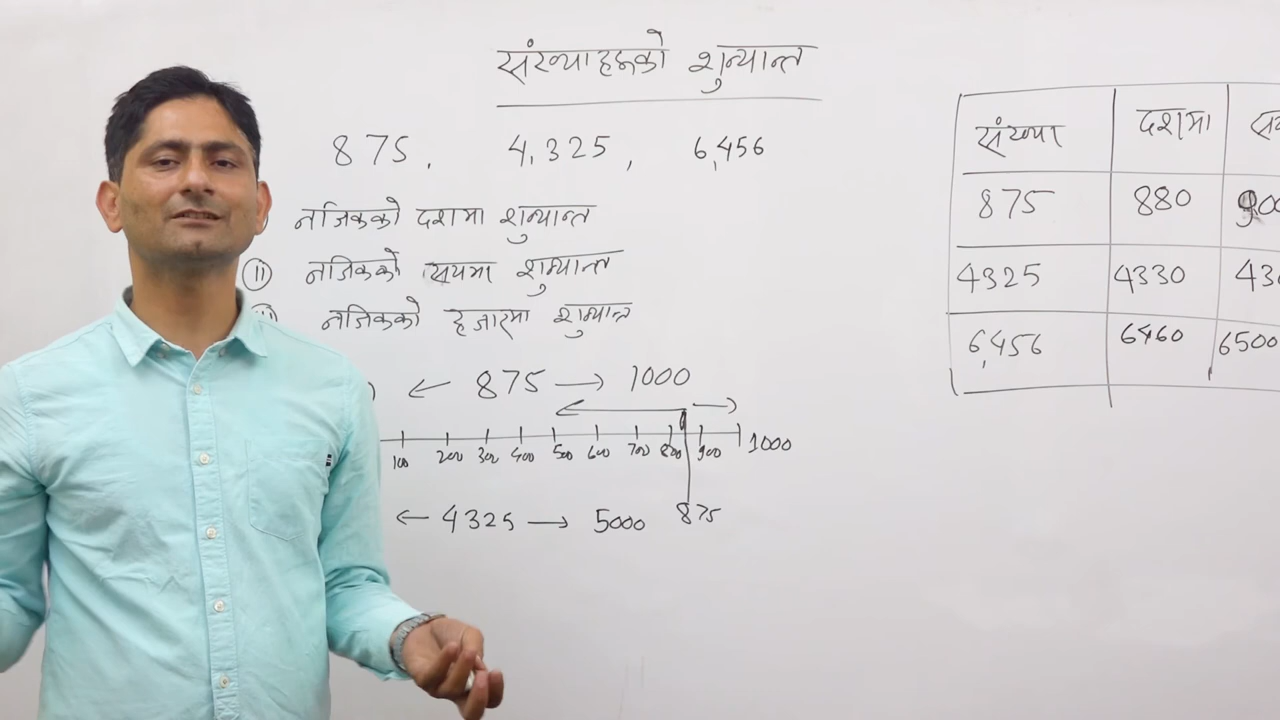 संख्याहरूको शुन्यान्त
875, 4,325, 6,456
नजिकको दशमा शुन्यान्त
(ii) नजिकको सयमा शुन्यान्त
नजिकको हजारमा शुन्यान्त
← 875 → 1000
100 200 300 400 500 600 700 800 900 1000
875
← 4325 → 5000
संख्या दशमा
875 880 900
4325 4330
6,456 6460 6500